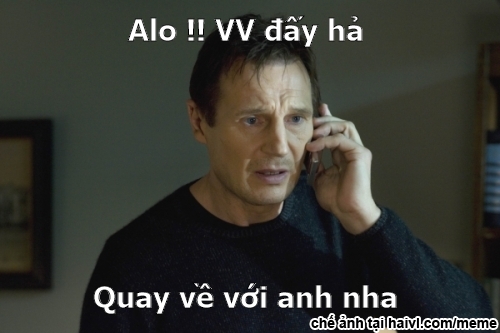 Alo !! VV đấy hả
Quay về với anh nha
chế ảnh tại haivl.com/meme